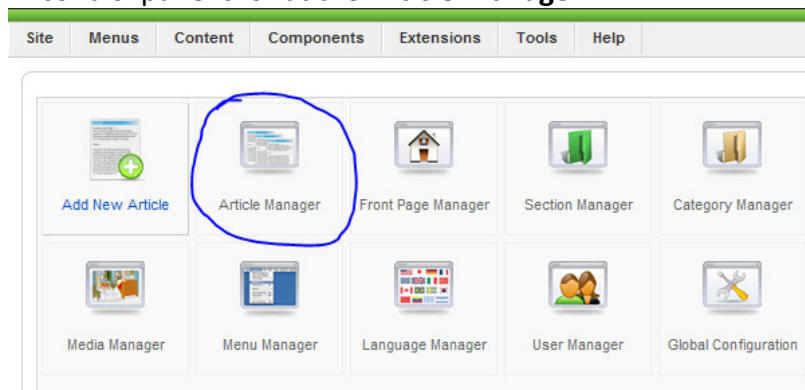 Site Menus Content Components Extensions Tools Help
Add New Article Article Manager Front Page Manager Section Manager Category Manager
Media Manager Menu Manager Language Manager User Manager Global Configuration